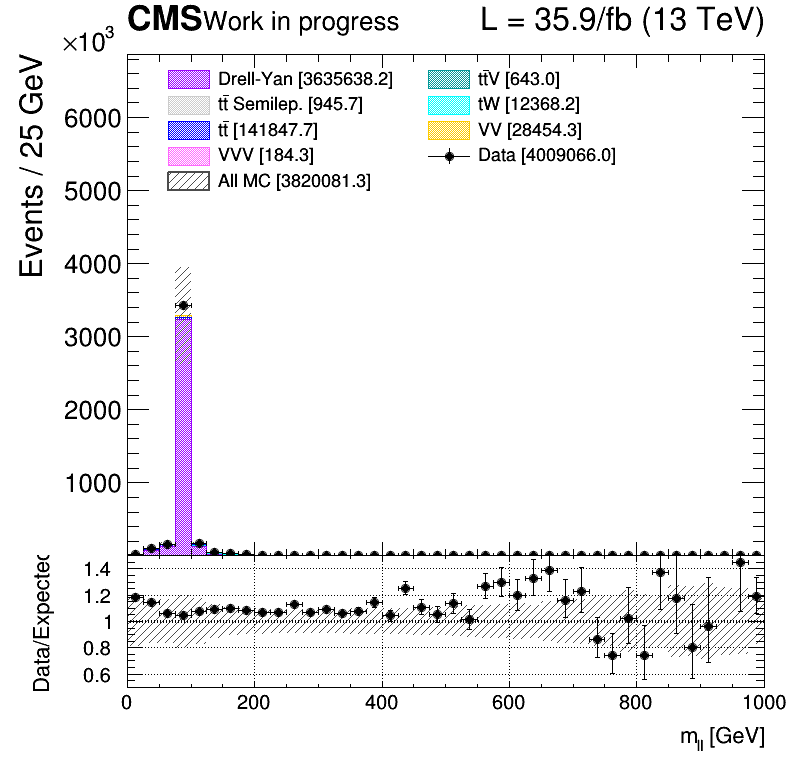 CMS Work in progress L = 35.9/fb (13 TeV)
×10³
Events / 25 GeV
Drell-Yan [3635638.2]
tt̄ Semilep. [945.7]
tt̄ [141847.7]
VVV [184.3]
All MC [3820081.3]
tt̄V [643.0]
tW [12368.2]
VV [28454.3]
Data [4009066.0]
6000
5000
4000
3000
2000
1000
Data/Expected
1.4
1.2
1
0.8
0.6
0 200 400 600 800 1000
m_ll [GeV]